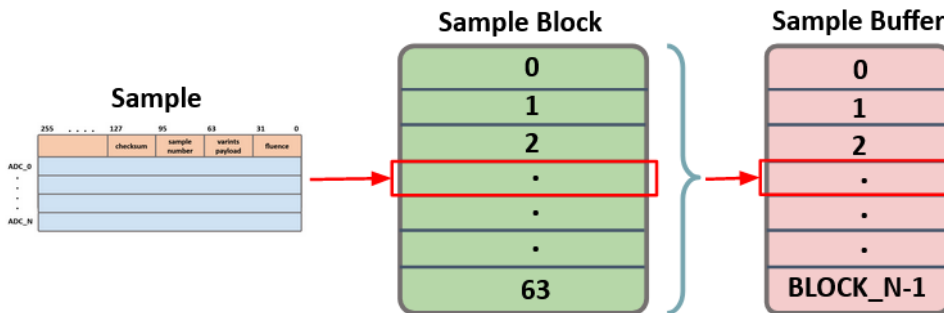 Sample Block
Sample Buffer
Sample
255 . . . . 127 95 63 31 0
checksum
sample number
varints payload
fluence
ADC_0
.
.
.
.
ADC_N
0
1
2
.
.
.
63
0
1
2
.
.
.
BLOCK_N-1